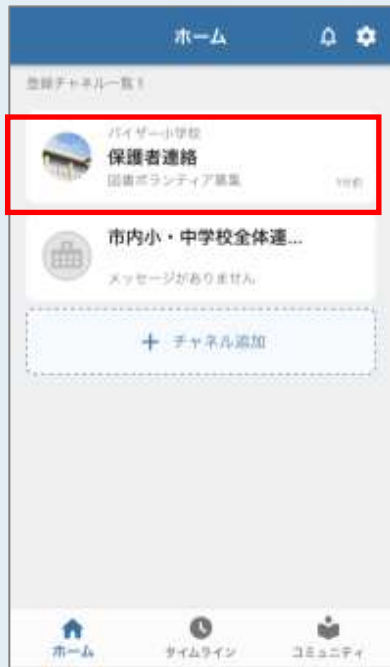 ホーム
登録チャネル一覧
バイザー小学校
保護者連絡
図書ボランティア募集
市内小・中学校全体連...
メッセージがありません
+ チャネル追加
ホーム
タイムライン
コミュニティ